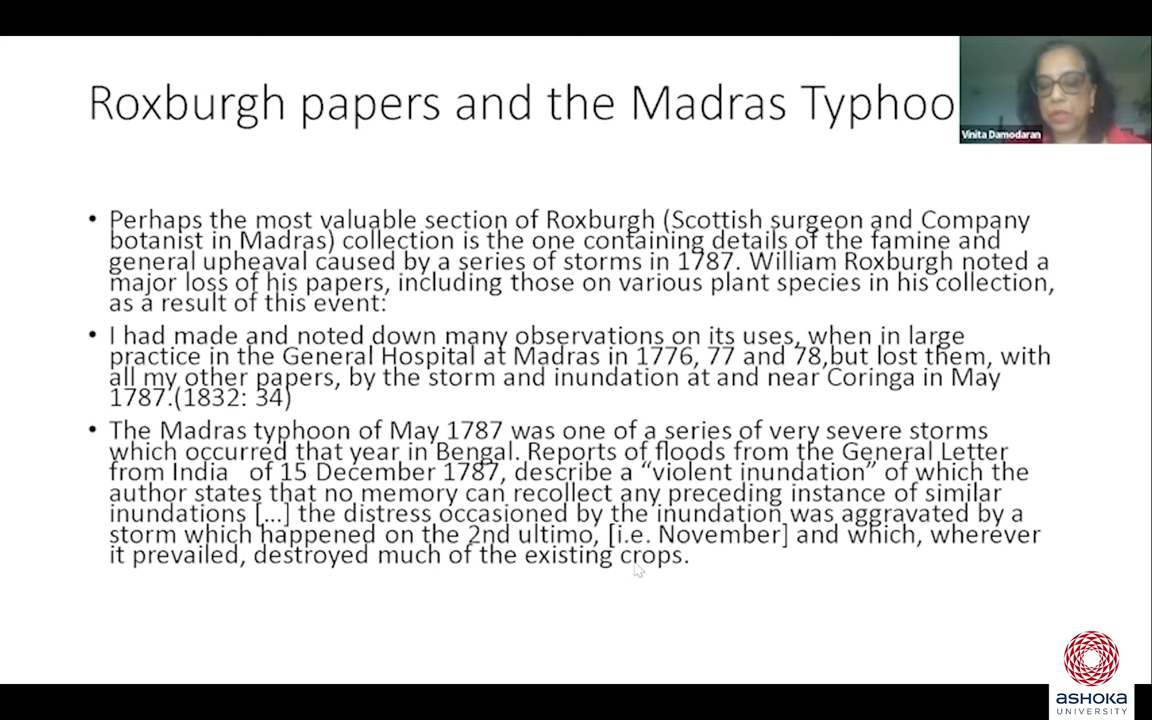 Roxburgh papers and the Madras Typhoo
Vinita Damodaran
• Perhaps the most valuable section of Roxburgh (Scottish surgeon and Company
botanist in Madras) collection is the one containing details of the famine and
general upheaval caused by a series of storms in 1787. William Roxburgh noted a
major loss of his papers, including those on various plant species in his collection,
as a result of this event:
• I had made and noted down many observations on its uses, when in large
practice in the General Hospital at Madras in 1776, 77 and 78,but lost them, with
all my other papers, by the storm and inundation at and near Coringa in May
1787.(1832: 34)
• The Madras typhoon of May 1787 was one of a series of very severe storms
which occurred that year in Bengal. Reports of floods from the General Letter
from India of 15 December 1787, describe a “violent inundation” of which the
author states that no memory can recollect any preceding instance of similar
inundations […] the distress occasioned by the inundation was aggravated by a
storm which happened on the 2nd ultimo, [i.e. November] and which, wherever
it prevailed, destroyed much of the existing crops.
ASHOKA
UNIVERSITY